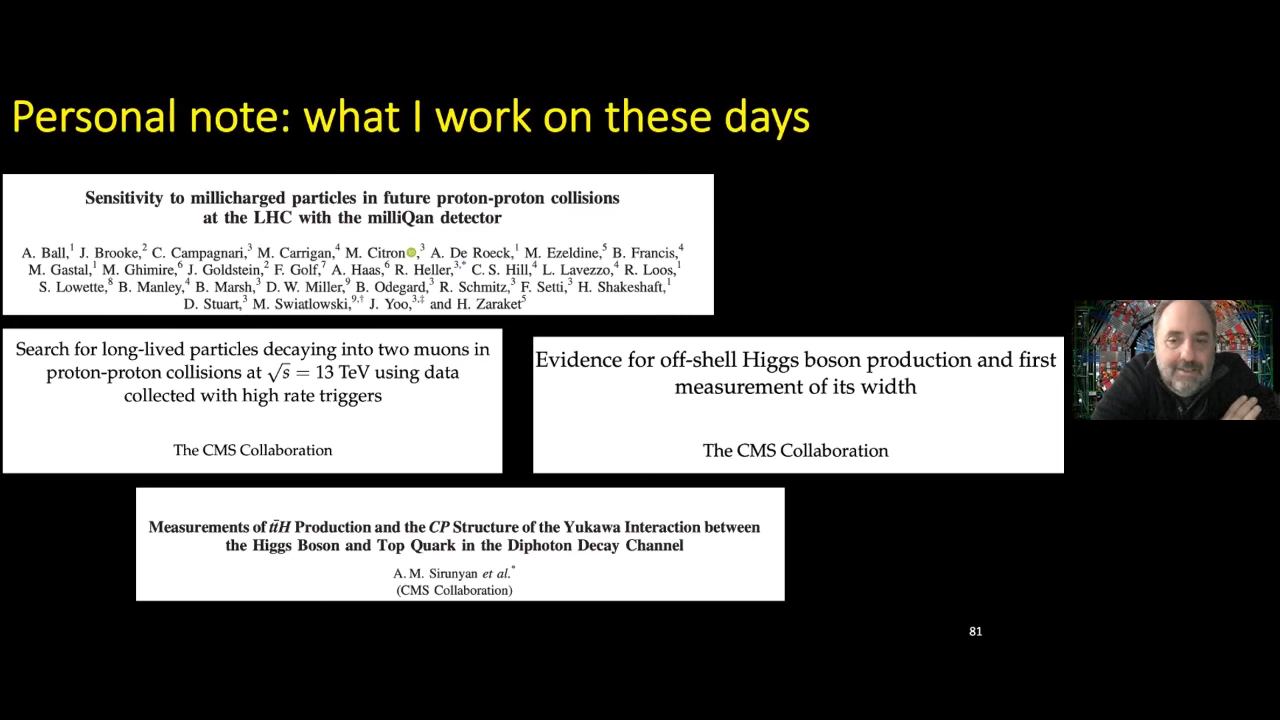 Personal note: what I work on these days
Sensitivity to millicharged particles in future proton-proton collisions
at the LHC with the milliQan detector
A. Ball,¹ J. Brooke,² C. Campagnari,³ M. Carrigan,⁴ M. Citron,³ A. De Roeck,¹ M. Ezeldine,⁵ B. Francis,⁴
M. Gastal,¹ M. Ghimire,⁶ J. Goldstein,² F. Golf,⁷ A. Haas,⁶ R. Heller,³,* C. S. Hill,⁴ L. Lavezzo,⁴ R. Loos,¹
S. Lowette,⁸ B. Manley,⁴ B. Marsh,³ D. W. Miller,⁹ B. Odegard,³ R. Schmitz,³ F. Setti,³ H. Shakeshaft,¹
D. Stuart,³ M. Swiatlowski,⁹,† J. Yoo,³,‡ and H. Zaraket⁵
Search for long-lived particles decaying into two muons in
proton-proton collisions at √s = 13 TeV using data
collected with high rate triggers
The CMS Collaboration
Evidence for off-shell Higgs boson production and first
measurement of its width
The CMS Collaboration
Measurements of tt̄H Production and the CP Structure of the Yukawa Interaction between
the Higgs Boson and Top Quark in the Diphoton Decay Channel
A. M. Sirunyan et al.*
(CMS Collaboration)
81